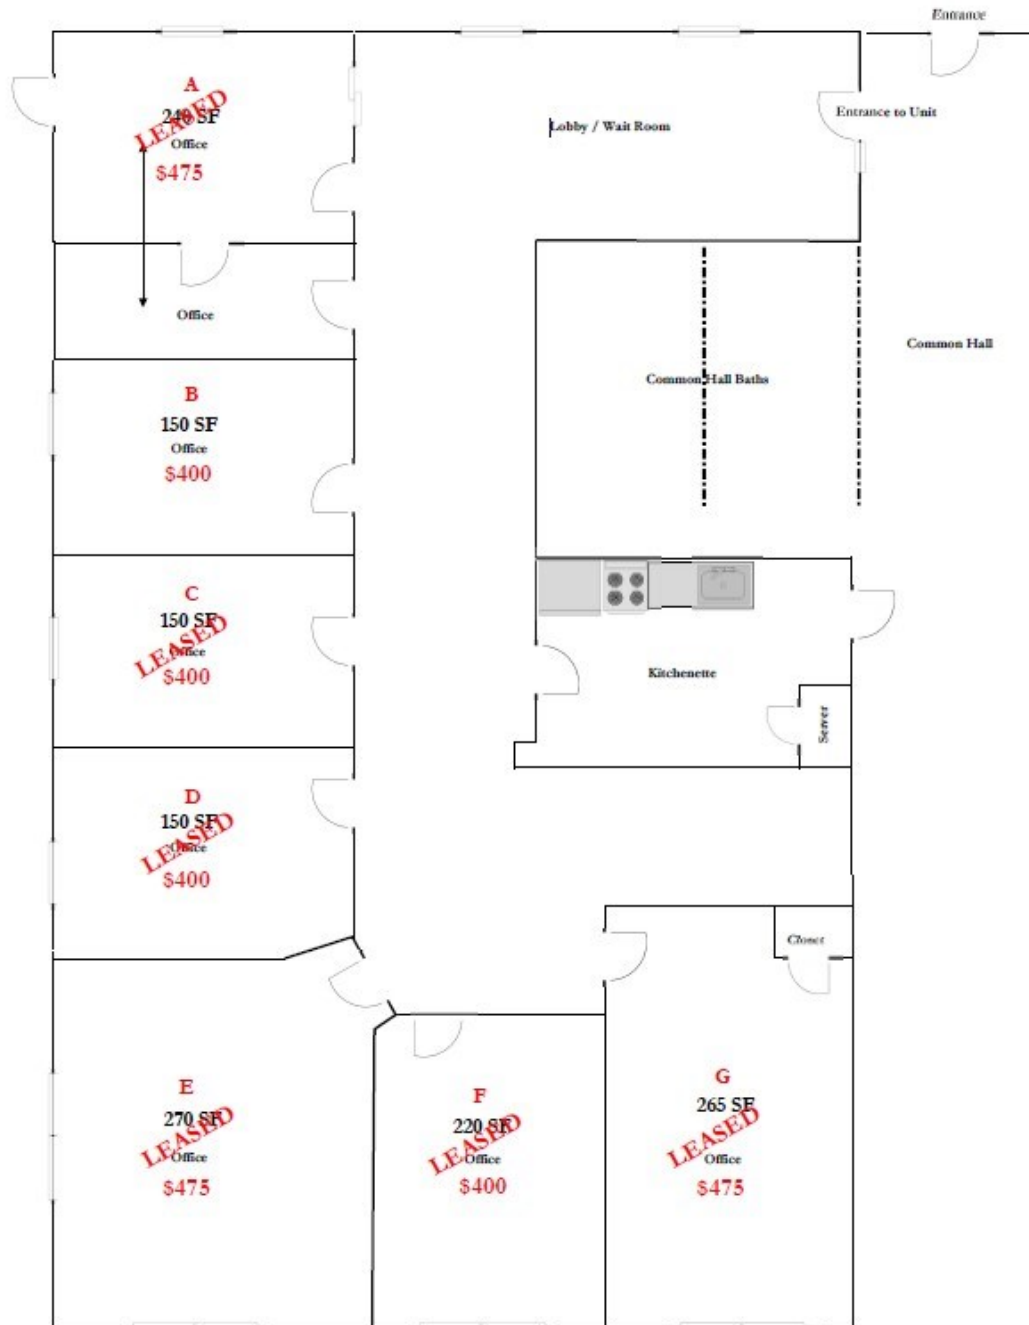 Entrance
A
240 SF
LEASED
Office
$475
Lobby / Wait Room
Entrance to Unit
Office
Common Hall
Common Hall Baths
B
150 SF
Office
$400
C
150 SF
LEASED
Office
$400
Kitchenette
Server
D
150 SF
LEASED
Office
$400
Closet
E
270 SF
LEASED
Office
$475
F
220 SF
LEASED
Office
$400
G
265 SF
LEASED
Office
$475